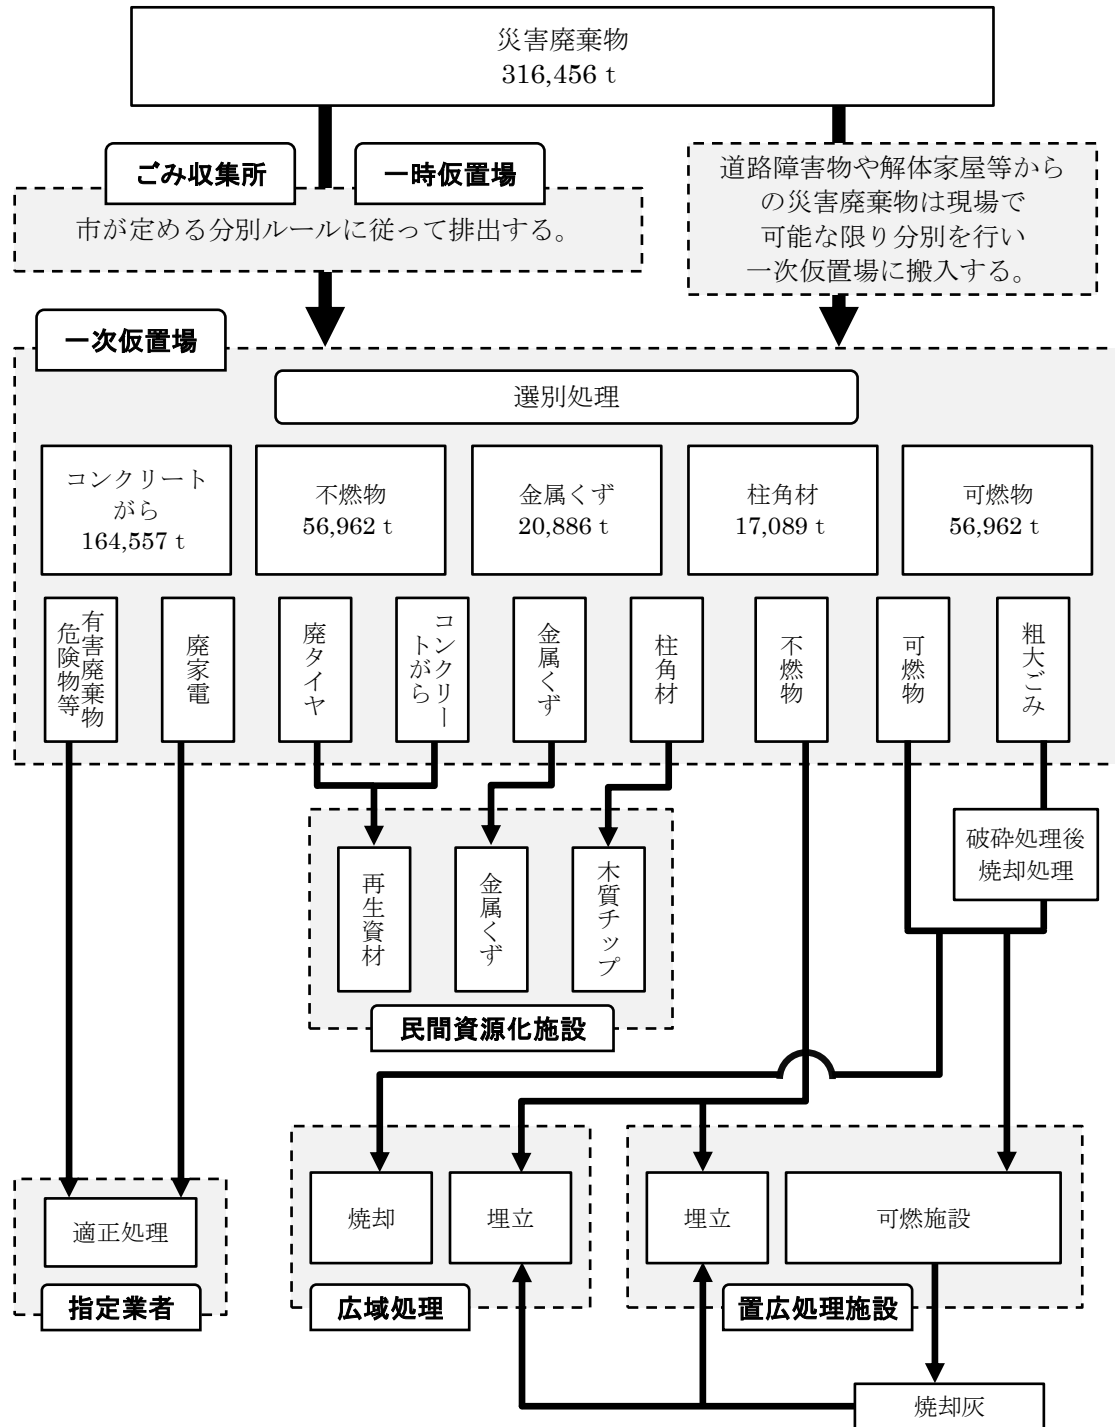 災害廃棄物
316,456 t
ごみ収集所
一時仮置場
市が定める分別ルールに従って排出する。
道路障害物や解体家屋等から
の災害廃棄物は現場で
可能な限り分別を行い
一次仮置場に搬入する。
一次仮置場
選別処理
コンクリート
がら
164,557 t
不燃物
56,962 t
金属くず
20,886 t
柱角材
17,089 t
可燃物
56,962 t
有害廃棄物
危険物等
廃家電
廃タイヤ
コンクリー
トがら
金属くず
柱角材
不燃物
可燃物
粗大ごみ
破砕処理後
焼却処理
再生資材
金属くず
木質チップ
民間資源化施設
適正処理
指定業者
焼却
埋立
広域処理
埋立
可燃施設
置広処理施設
焼却灰